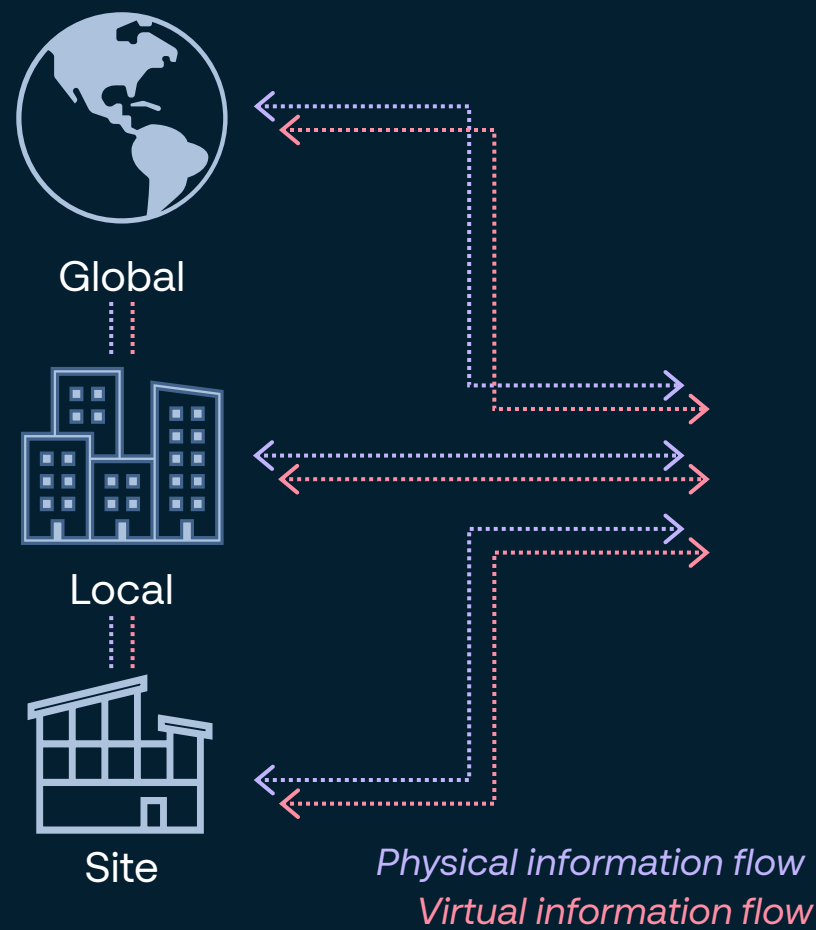 Global
Local
Site
Physical information flow
Virtual information flow